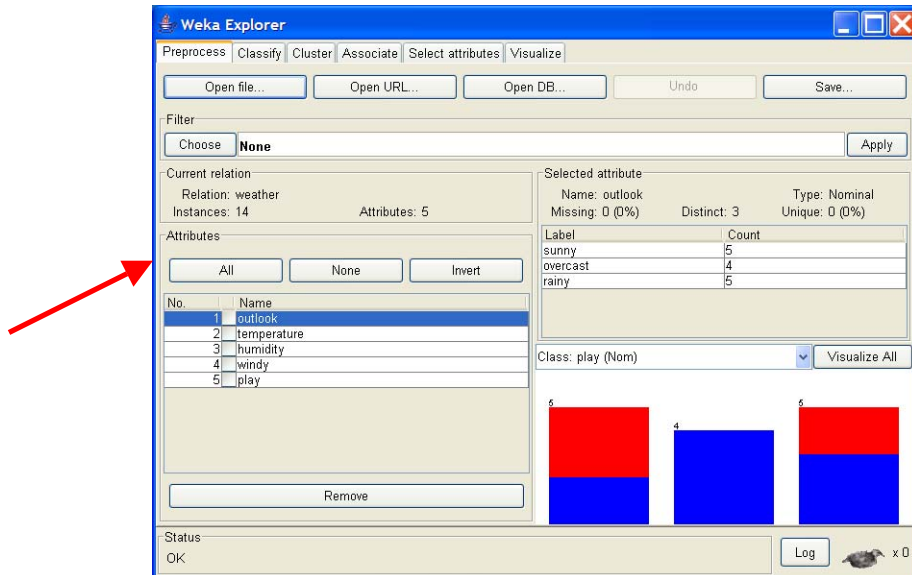 Weka Explorer
Preprocess Classify Cluster Associate Select attributes Visualize
Open file... Open URL... Open DB... Undo Save...
Filter
Choose None Apply
Current relation
Relation: weather
Instances: 14 Attributes: 5
Selected attribute
Name: outlook Type: Nominal
Missing: 0 (0%) Distinct: 3 Unique: 0 (0%)
Label Count
sunny 5
overcast 4
rainy 5
Attributes
All None Invert
No. Name
1 outlook
2 temperature
3 humidity
4 windy
5 play
Remove
Class: play (Nom) Visualize All
5 4 5
Status
OK
Log x 0